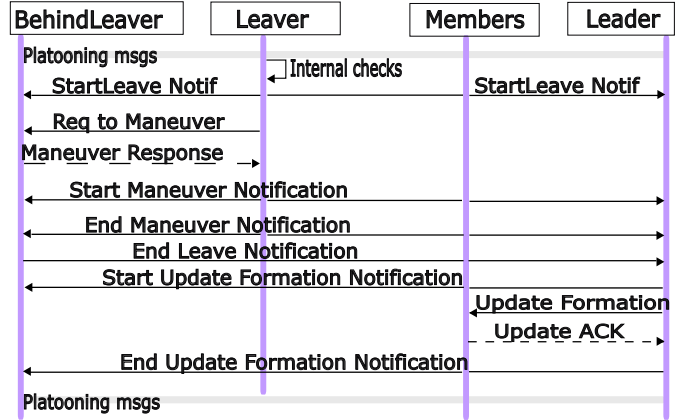 BehindLeaver Leaver Members Leader
Platooning msgs
Internal checks
StartLeave Notif StartLeave Notif
Req to Maneuver
Maneuver Response
Start Maneuver Notification
End Maneuver Notification
End Leave Notification
Start Update Formation Notification
Update Formation
Update ACK
End Update Formation Notification
Platooning msgs